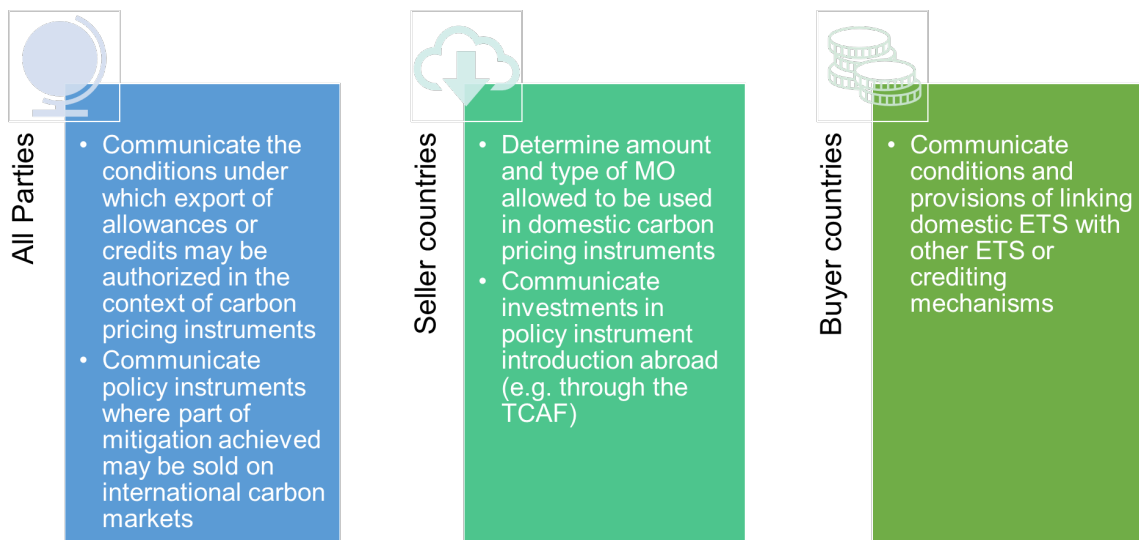 All Parties
• Communicate the
conditions under
which export of
allowances or
credits may be
authorized in the
context of carbon
pricing instruments
• Communicate
policy instruments
where part of
mitigation achieved
may be sold on
international carbon
markets
Seller countries
• Determine amount
and type of MO
allowed to be used
in domestic carbon
pricing instruments
• Communicate
investments in
policy instrument
introduction abroad
(e.g. through the
TCAF)
Buyer countries
• Communicate
conditions and
provisions of linking
domestic ETS with
other ETS or
crediting
mechanisms